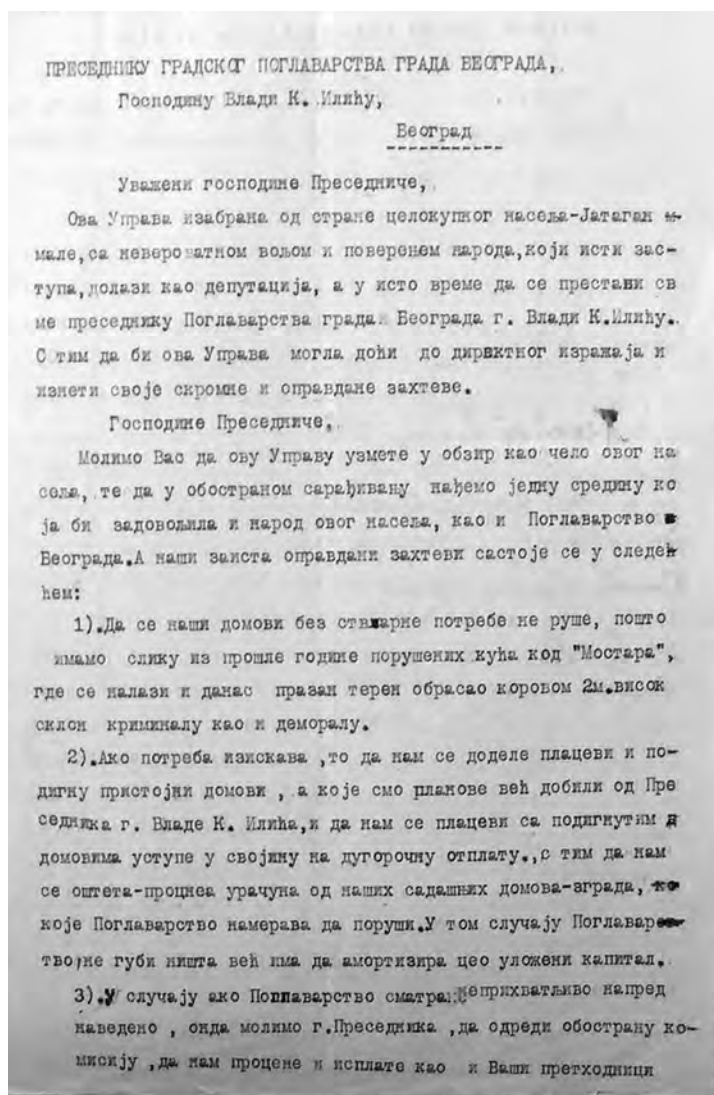 ПРЕСЕДНИКУ ГРАДСКОГ ПОГЛАВАРСТВА ГРАДА БЕОГРАДА,.
Господину Влади К. .Илићу,
Београд
-----------
Уважени господине Преседниче,.
Ова Управа изабрана од стране целокупног насеља-Јатаган
мале,са невероватном вољом и поверењем народа,који исти зас-
тупа,долази као депутација, а у исто време да се престани св
ме преседнику Поглаварства града. Београда г. Влади К.Илићу..
С тим да би ова Управа могла доћи до директног изражаја и
изнети своје скромне и оправдане захтеве.
Господине Преседниче,.
Молимо Вас да ову Управу узмете у обзир као чело овог на
сеља,.те да у обостраном сарађивању нађемо једну средину ко
ја би задовољила и народ овог насеља, као и Поглаварство
Београда.А наши заиста оправдани захтеви састоје се у следећ
ћем:
1).Да се наши домови без стварне потребе не руше, пошто
имамо слику из прошле године порушених кућа код "Мостара",
где се налази и данас празан терен обрасао коровом 2м.висок
склон криминалу као и деморалу.
2).Ако потреба изискава ,то да нам се доделе плацеви и по-
дигну пристојни домови , а које смо планове већ добили од Пре
седника г. Владе К. Илића,и да нам се плацеви са подигнутим
домовима уступе у својину на дугорочну отплату.,с тим да нам
се оштета-процнеа урачуна од наших садашњих домова-зграда,
које Поглаварство намерава да поруши.У том случају Поглаварс
тво,не губи ништа већ има да амортизира цео уложени капитал..
3).У случају ако Поглаварство сматра неприхватљиво напред
наведено , онда молимо г.Преседника ,да одреди обострану ко-
мисију ,да нам процене и исплате као и Ваши претходници